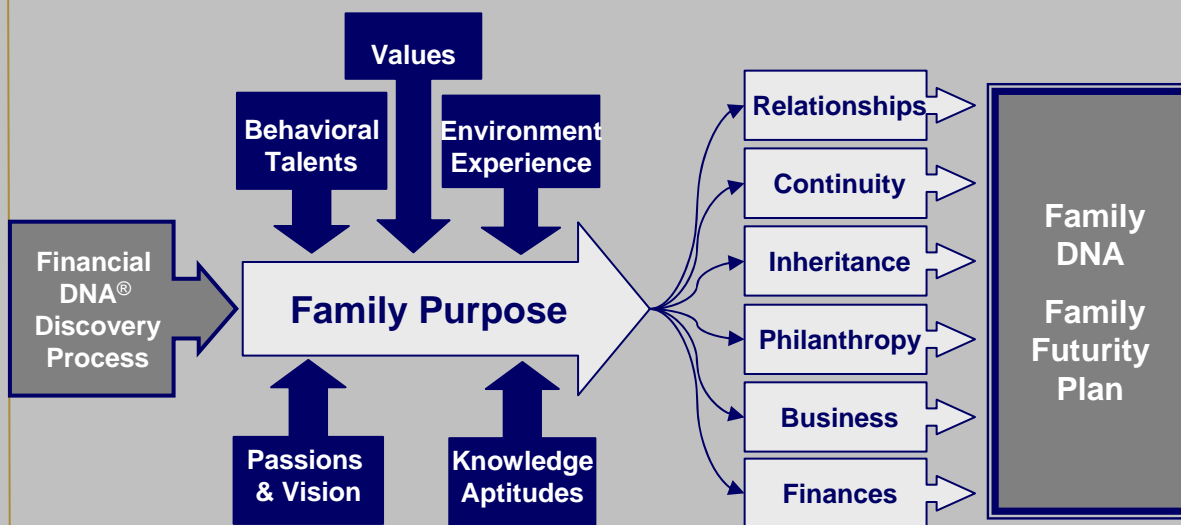 Values
Behavioral
Talents
Environment
Experience
Financial
DNA®
Discovery
Process
Family Purpose
Passions
& Vision
Knowledge
Aptitudes
Relationships
Continuity
Inheritance
Philanthropy
Business
Finances
Family
DNA
Family
Futurity
Plan